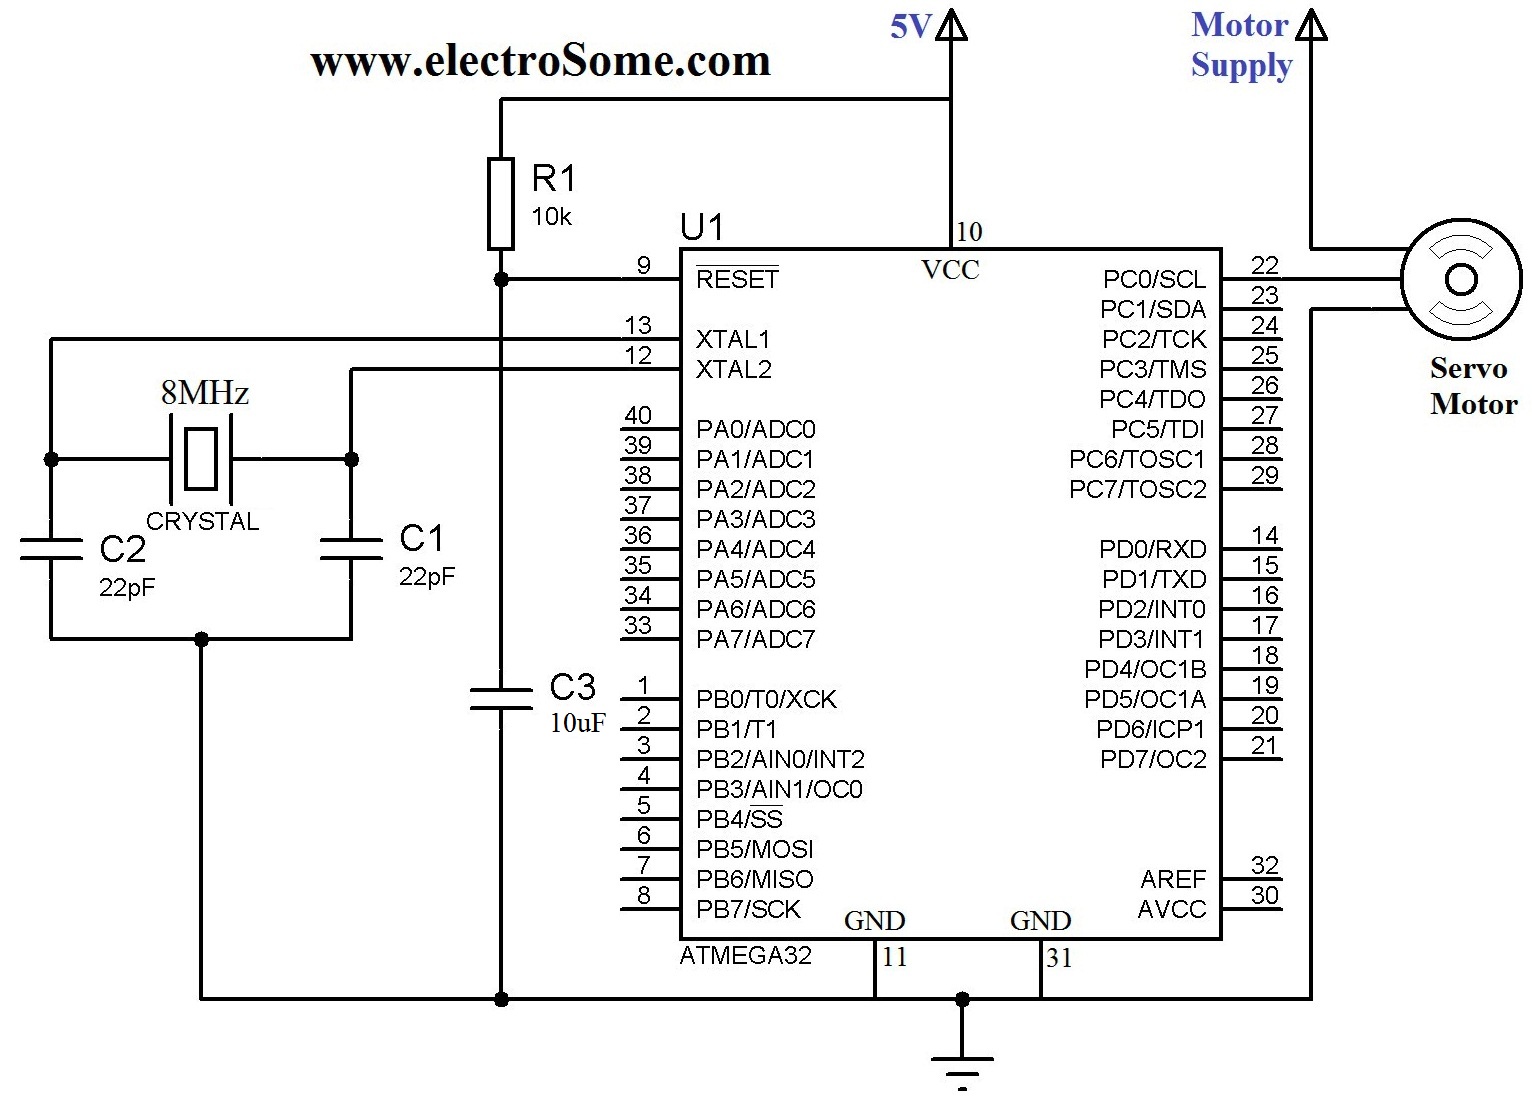 www.electroSome.com
5V
Motor
Supply
R1
10k
U1
10
VCC
9
RESET
13
XTAL1
12
XTAL2
40
PA0/ADC0
39
PA1/ADC1
38
PA2/ADC2
37
PA3/ADC3
36
PA4/ADC4
35
PA5/ADC5
34
PA6/ADC6
33
PA7/ADC7
1
PB0/T0/XCK
2
PB1/T1
3
PB2/AIN0/INT2
4
PB3/AIN1/OC0
5
PB4/SS
6
PB5/MOSI
7
PB6/MISO
8
PB7/SCK
PC0/SCL
22
PC1/SDA
23
PC2/TCK
24
PC3/TMS
25
PC4/TDO
26
PC5/TDI
27
PC6/TOSC1
28
PC7/TOSC2
29
PD0/RXD
14
PD1/TXD
15
PD2/INT0
16
PD3/INT1
17
PD4/OC1B
18
PD5/OC1A
19
PD6/ICP1
20
PD7/OC2
21
AREF
32
AVCC
30
GND
11
GND
31
ATMEGA32
8MHz
CRYSTAL
C2
22pF
C1
22pF
C3
10uF
Servo
Motor